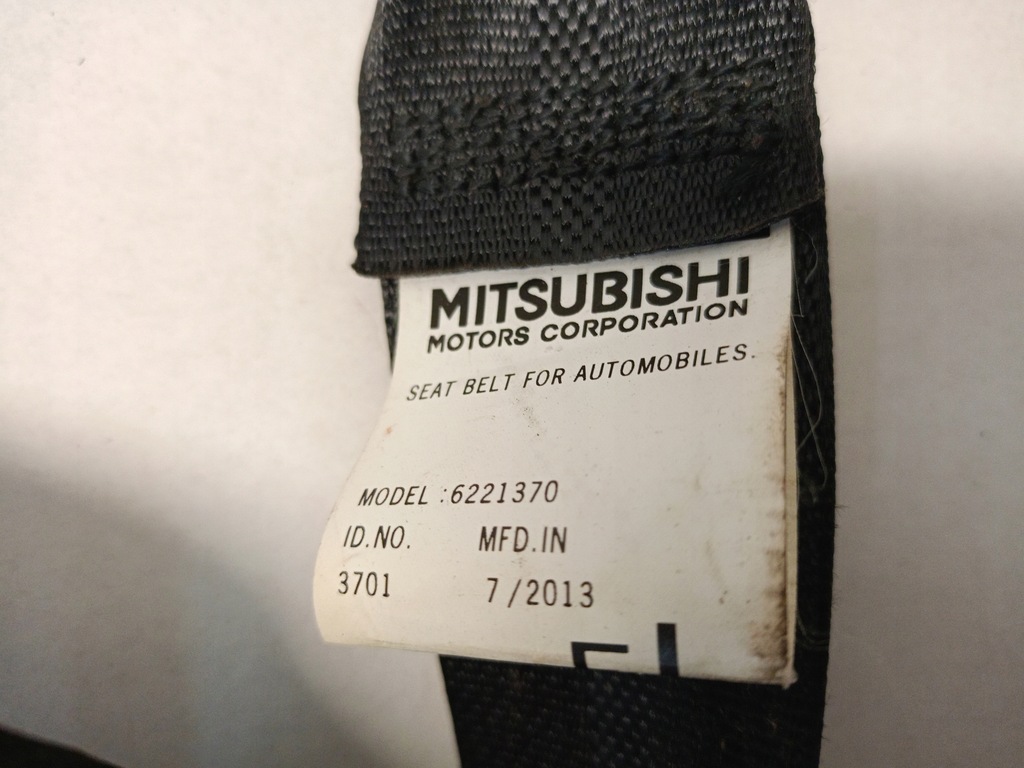 MITSUBISHI
MOTORS CORPORATION
SEAT BELT FOR AUTOMOBILES.
MODEL :6221370
ID.NO. MFD.IN
3701 7/2013